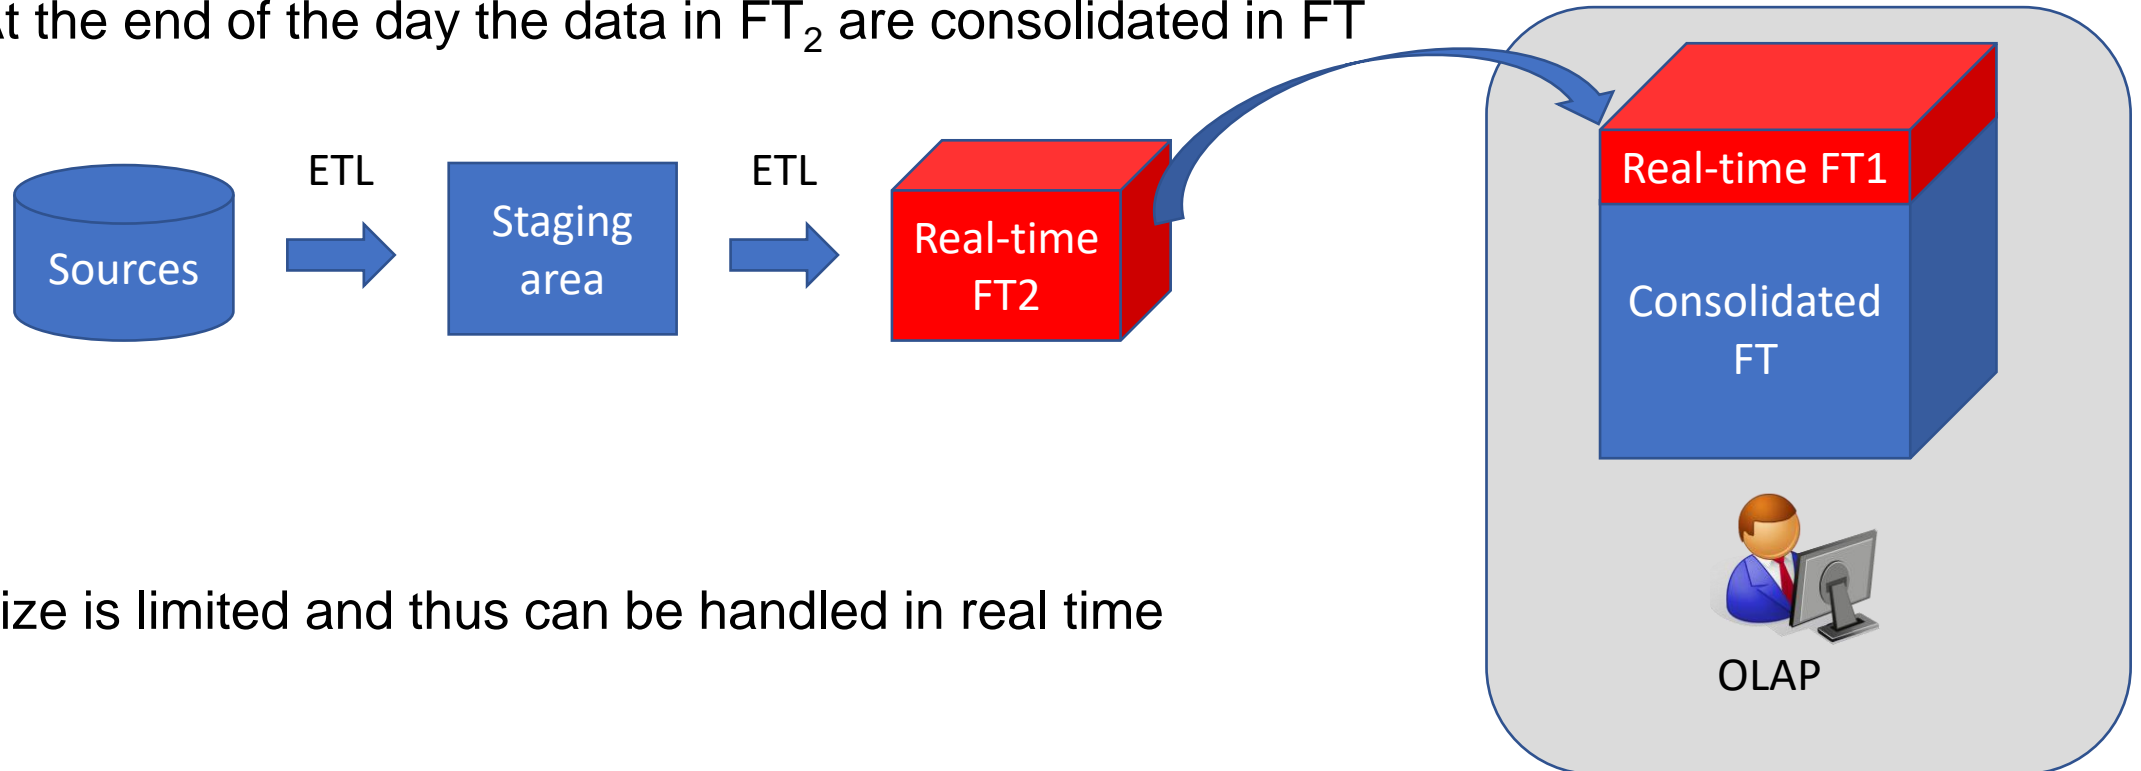 t the end of the day the data in FT₂ are consolidated in FT
ETL
ETL
Sources
Staging
area
Real-time
FT2
Real-time FT1
Consolidated
FT
ize is limited and thus can be handled in real time
OLAP